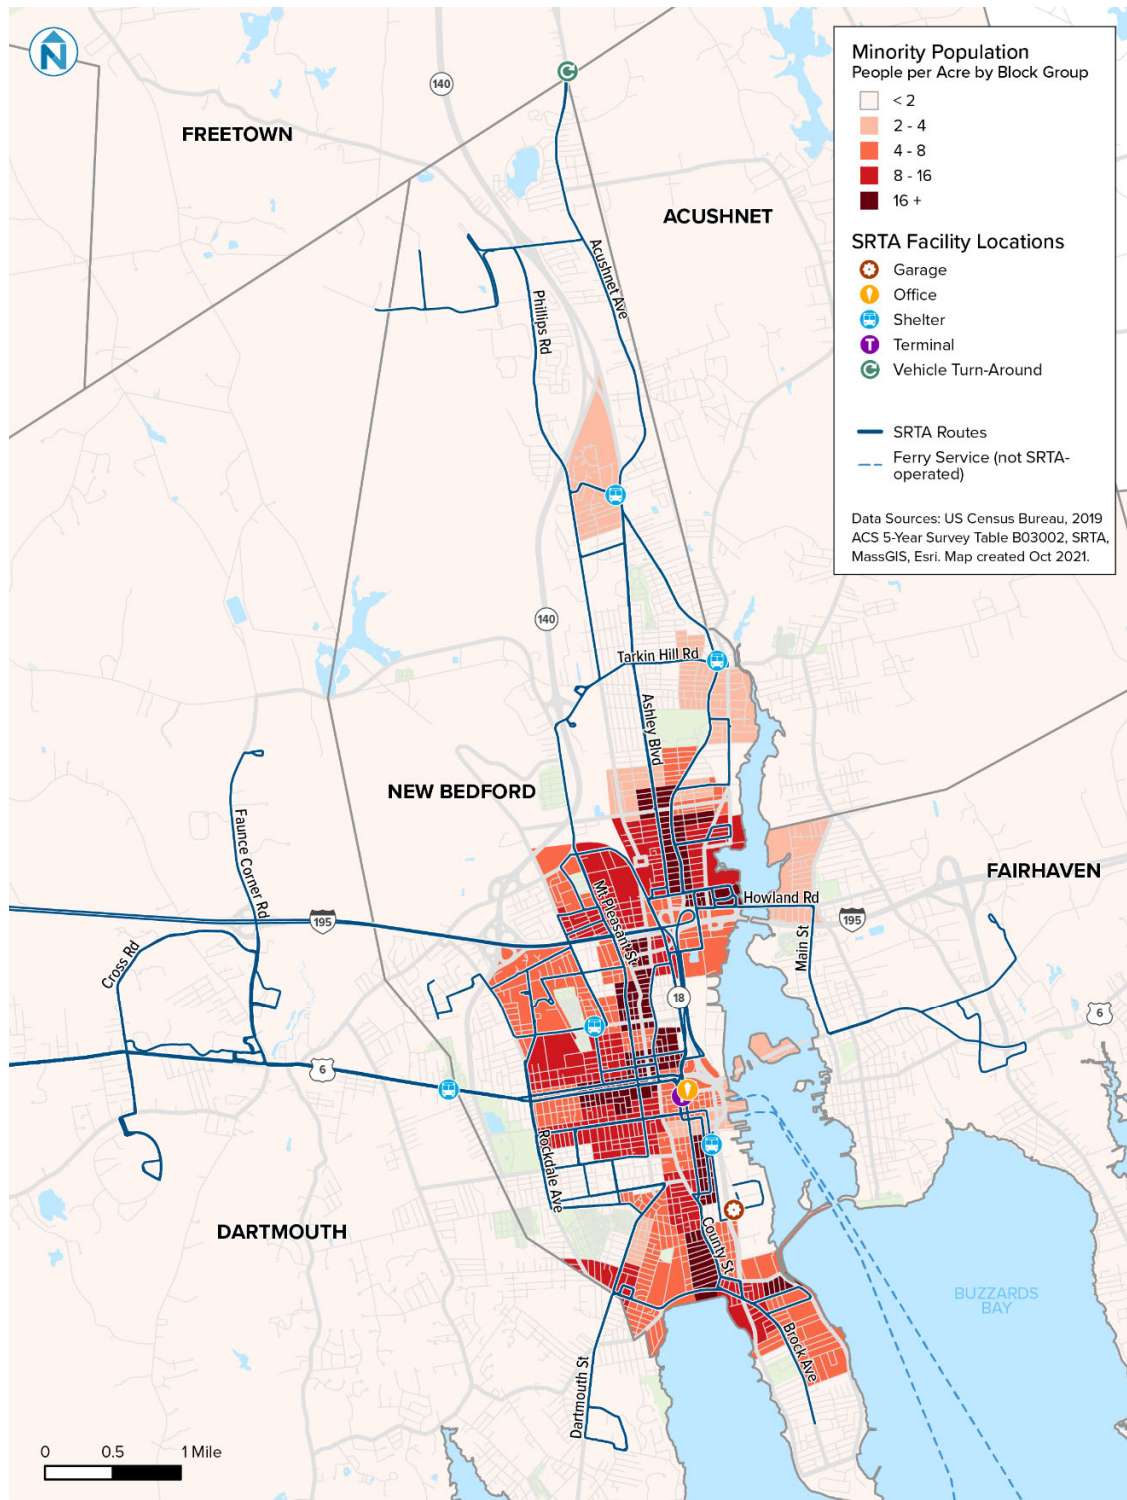 N
Minority Population
People per Acre by Block Group
< 2
2 - 4
4 - 8
8 - 16
16 +
SRTA Facility Locations
Garage
Office
Shelter
T Terminal
Vehicle Turn-Around
SRTA Routes
Ferry Service (not SRTA-
operated)
Data Sources: US Census Bureau, 2019
ACS 5-Year Survey Table B03002, SRTA,
MassGIS, Esri. Map created Oct 2021.
140
FREETOWN
ACUSHNET
Acushnet Ave
Phillips Rd
140
Tarkin Hill Rd
Ashley Blvd
NEW BEDFORD
Faunce Corner Rd
FAIRHAVEN
Mt Pleasant St
Howland Rd
195
195
Cross Rd
Main St
18
6
6
T
Rockdale Ave
DARTMOUTH
County St
BUZZARDS
BAY
Brock Ave
Dartmouth St
0 0.5 1 Mile